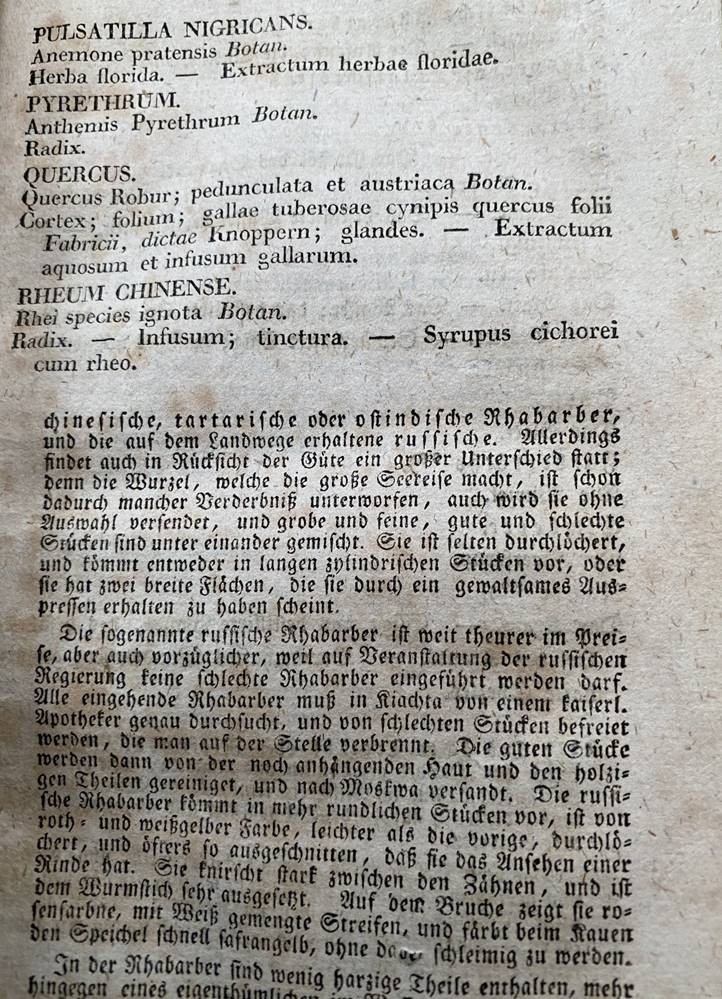 PULSATILLA NIGRICANS.
Anemone pratensis Botan.
Herba florida. — Extractum herbae floridae.
PYRETHRUM.
Anthemis Pyrethrum Botan.
Radix.
QUERCUS.
Quercus Robur; pedunculata et austriaca Botan.
Cortex; folium; gallae tuberosae cynipis quercus folii
Fabricii, dictae Knoppern; glandes. — Extractum
aquosum et infusum gallarum.
RHEUM CHINENSE.
Rhei species ignota Botan.
Radix. — Infusum; tinctura. — Syrupus cichorei
cum rheo.
chinesische, tartarische oder ostindische Rhabarber,
und die auf dem Landwege erhaltene russische. Allerdings
findet auch in Rücksicht der Güte ein großer Unterschied statt;
denn die Wurzel, welche die große Seereise macht, ist schon
dadurch mancher Verderbniß unterworfen, auch wird sie ohne
Auswahl versendet, und grobe und feine, gute und schlechte
Stücken sind unter einander gemischt. Sie ist selten durchlöchert,
und kömmt entweder in langen zylindrischen Stücken vor, oder
sie hat zwei breite Flächen, die sie durch ein gewaltsames Aus-
pressen erhalten zu haben scheint.
Die sogenannte russische Rhabarber ist weit theurer im Prei-
se, aber auch vorzüglicher, weil auf Veranstaltung der russischen
Regierung keine schlechte Rhabarber eingeführt werden darf.
Alle eingehende Rhabarber muß in Kiachta von einem kaiserl.
Apotheker genau durchsucht, und von schlechten Stücken befreiet
werden, die man auf der Stelle verbrennt. Die guten Stücke
werden dann von der noch anhängenden Haut und den holzi-
gen Theilen gereiniget, und nach Moskwa versandt. Die russi-
sche Rhabarber kömmt in mehr rundlichen Stücken vor, ist von
roth- und weißgelber Farbe, leichter als die vorige, durchlö-
chert, und öfters so ausgeschnitten, daß sie das Ansehen einer
Rinde hat. Sie knirscht stark zwischen den Zähnen, und ist
dem Wurmstich sehr ausgesetzt. Auf dem Bruche zeigt sie ro-
senfarbne, mit Weiß gemengte Streifen, und färbt beim Kauen
den Speichel schnell safrangelb, ohne schleimig zu werden.
In der Rhabarber sind wenig harzige Theile enthalten, mehr
hingegen eines eigenthümlichen